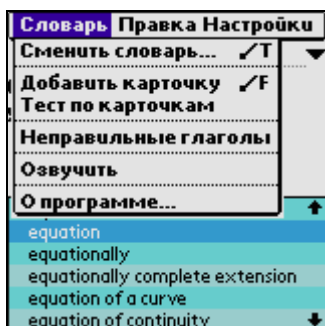 Словарь Правка Настройки
Сменить словарь... /T
Добавить карточку /F
Тест по карточкам
Неправильные глаголы
Озвучить
О программе...
equation
equationally
equationally complete extension
equation of a curve
equation of continuity